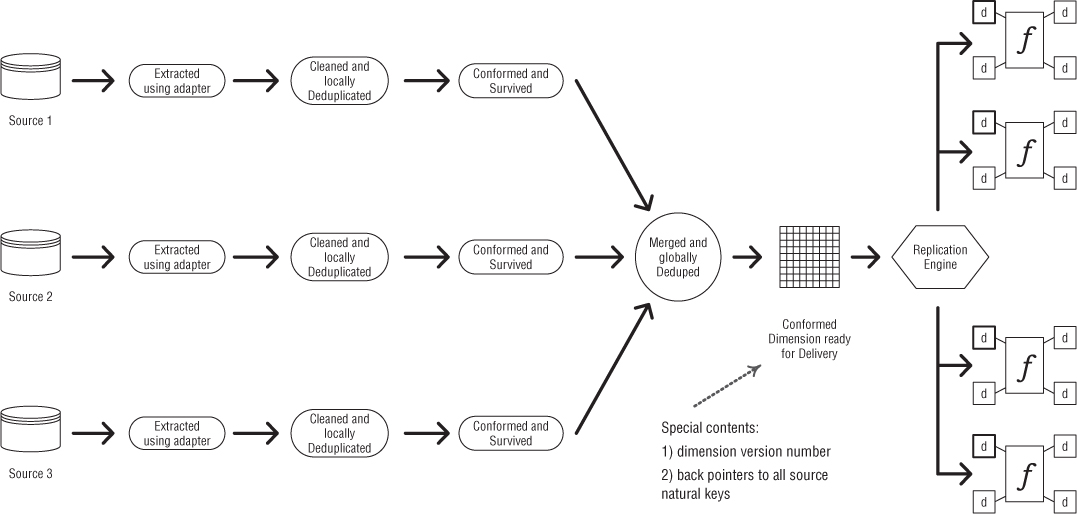 Source 1
Extracted
using adapter
Cleaned and
locally
Deduplicated
Conformed and
Survived
Source 2
Extracted
using adapter
Cleaned and
locally
Deduplicated
Conformed and
Survived
Source 3
Extracted
using adapter
Cleaned and
locally
Deduplicated
Conformed and
Survived
Merged and
globally
Deduped
Conformed
Dimension ready
for Delivery
Special contents:
1) dimension version number
2) back pointers to all source
natural keys
Replication
Engine
d
d
f
d
d
d
d
f
d
d
d
d
f
d
d
d
d
f
d
d